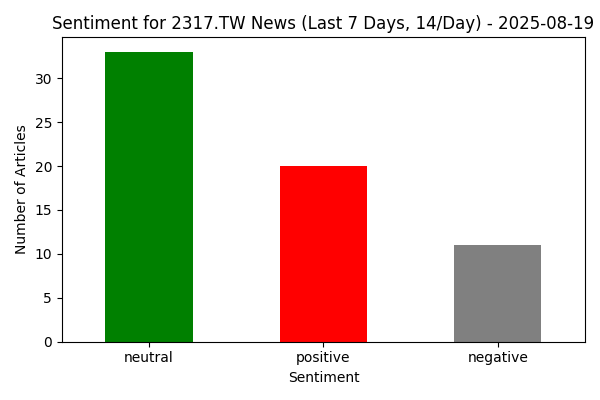 Sentiment for 2317.TW News (Last 7 Days, 14/Day) - 2025-08-19
Number of Articles
30
25
20
15
10
5
0
neutral positive negative
Sentiment